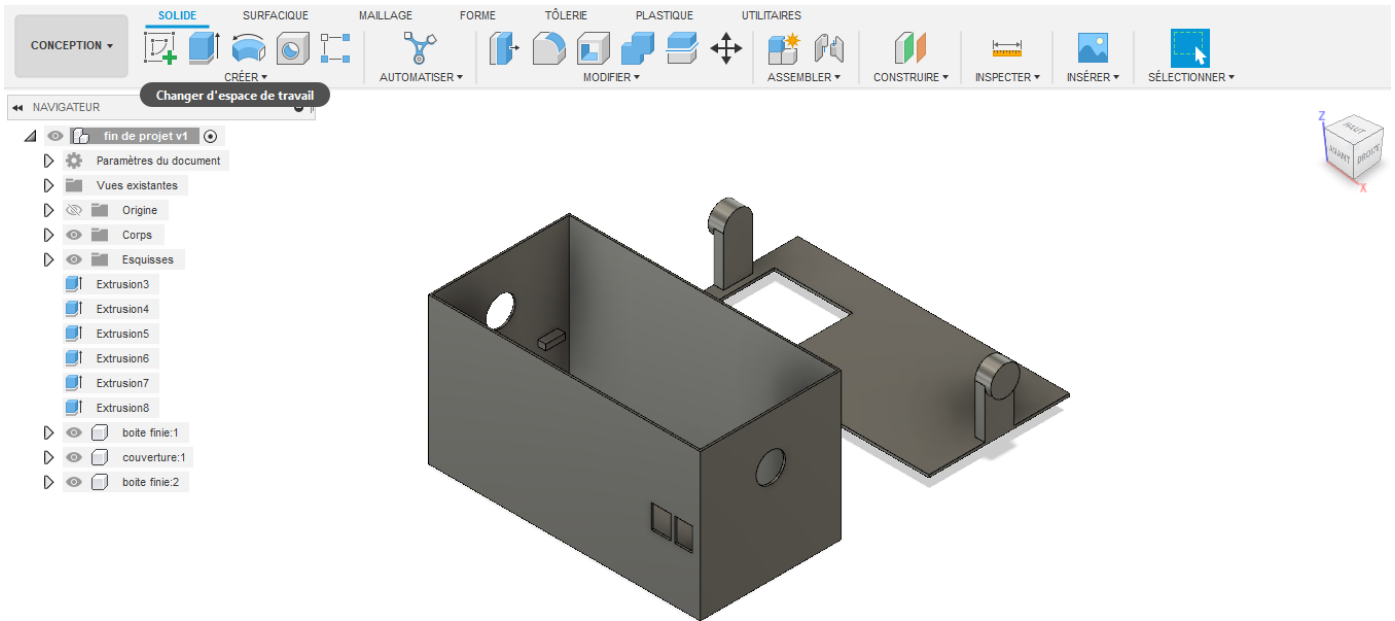 SOLIDE SURFACIQUE MAILLAGE FORME TÔLERIE PLASTIQUE UTILITAIRES
CONCEPTION ▾
CRÉER ▾ AUTOMATISER ▾ MODIFIER ▾ ASSEMBLER ▾ CONSTRUIRE ▾ INSPECTER ▾ INSÉRER ▾ SÉLECTIONNER ▾
Changer d'espace de travail
NAVIGATEUR
fin de projet v1
Paramètres du document
Vues existantes
Origine
Corps
Esquisses
Extrusion3
Extrusion4
Extrusion5
Extrusion6
Extrusion7
Extrusion8
boite finie:1
couverture:1
boite finie:2
Z
HAUT
AVANT DROITE
X